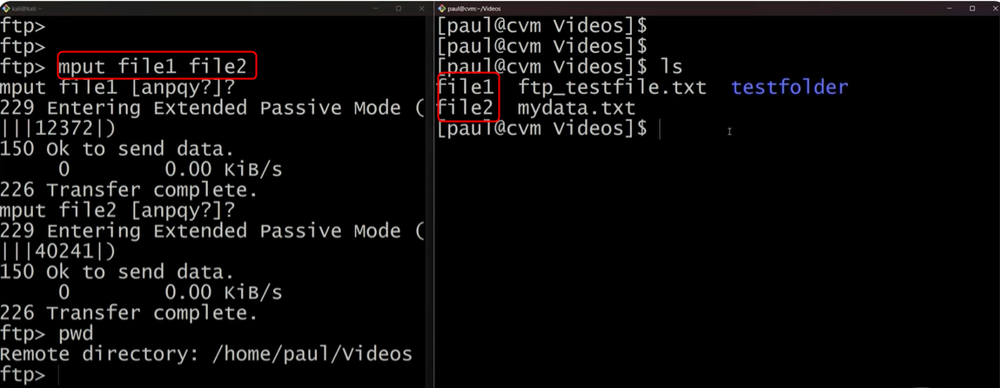 kali@kali: ~
ftp>
ftp>
ftp> mput file1 file2
mput file1 [anpqy?]?
229 Entering Extended Passive Mode (
|||12372|)
150 Ok to send data.
0 0.00 KiB/s
226 Transfer complete.
mput file2 [anpqy?]?
229 Entering Extended Passive Mode (
|||40241|)
150 Ok to send data.
0 0.00 KiB/s
226 Transfer complete.
ftp> pwd
Remote directory: /home/paul/Videos
ftp>
paul@cvm:~/Videos
[paul@cvm Videos]$
[paul@cvm Videos]$
[paul@cvm Videos]$ ls
file1 ftp_testfile.txt testfolder
file2 mydata.txt
[paul@cvm Videos]$